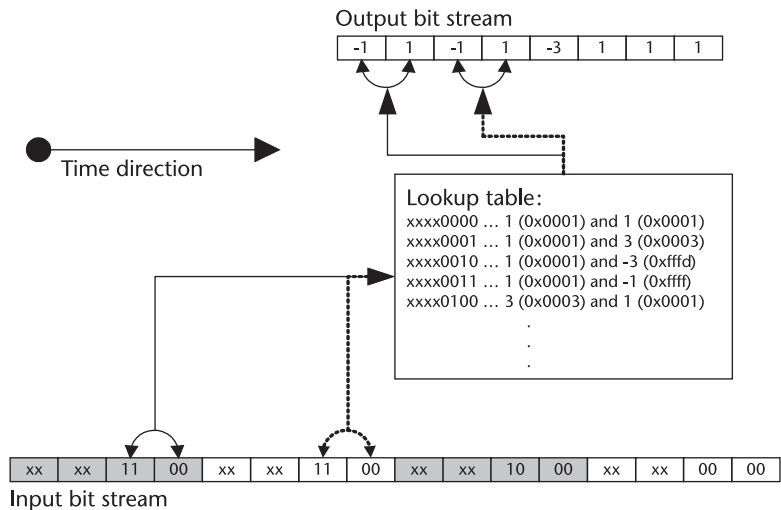 Output bit stream
-1 1 -1 1 -3 1 1 1
Time direction
Lookup table:
xxxx0000 ... 1 (0x0001) and 1 (0x0001)
xxxx0001 ... 1 (0x0001) and 3 (0x0003)
xxxx0010 ... 1 (0x0001) and -3 (0xfffd)
xxxx0011 ... 1 (0x0001) and -1 (0xffff)
xxxx0100 ... 3 (0x0003) and 1 (0x0001)
.
.
.
xx xx 11 00 xx xx 11 00 xx xx 10 00 xx xx 00 00
Input bit stream